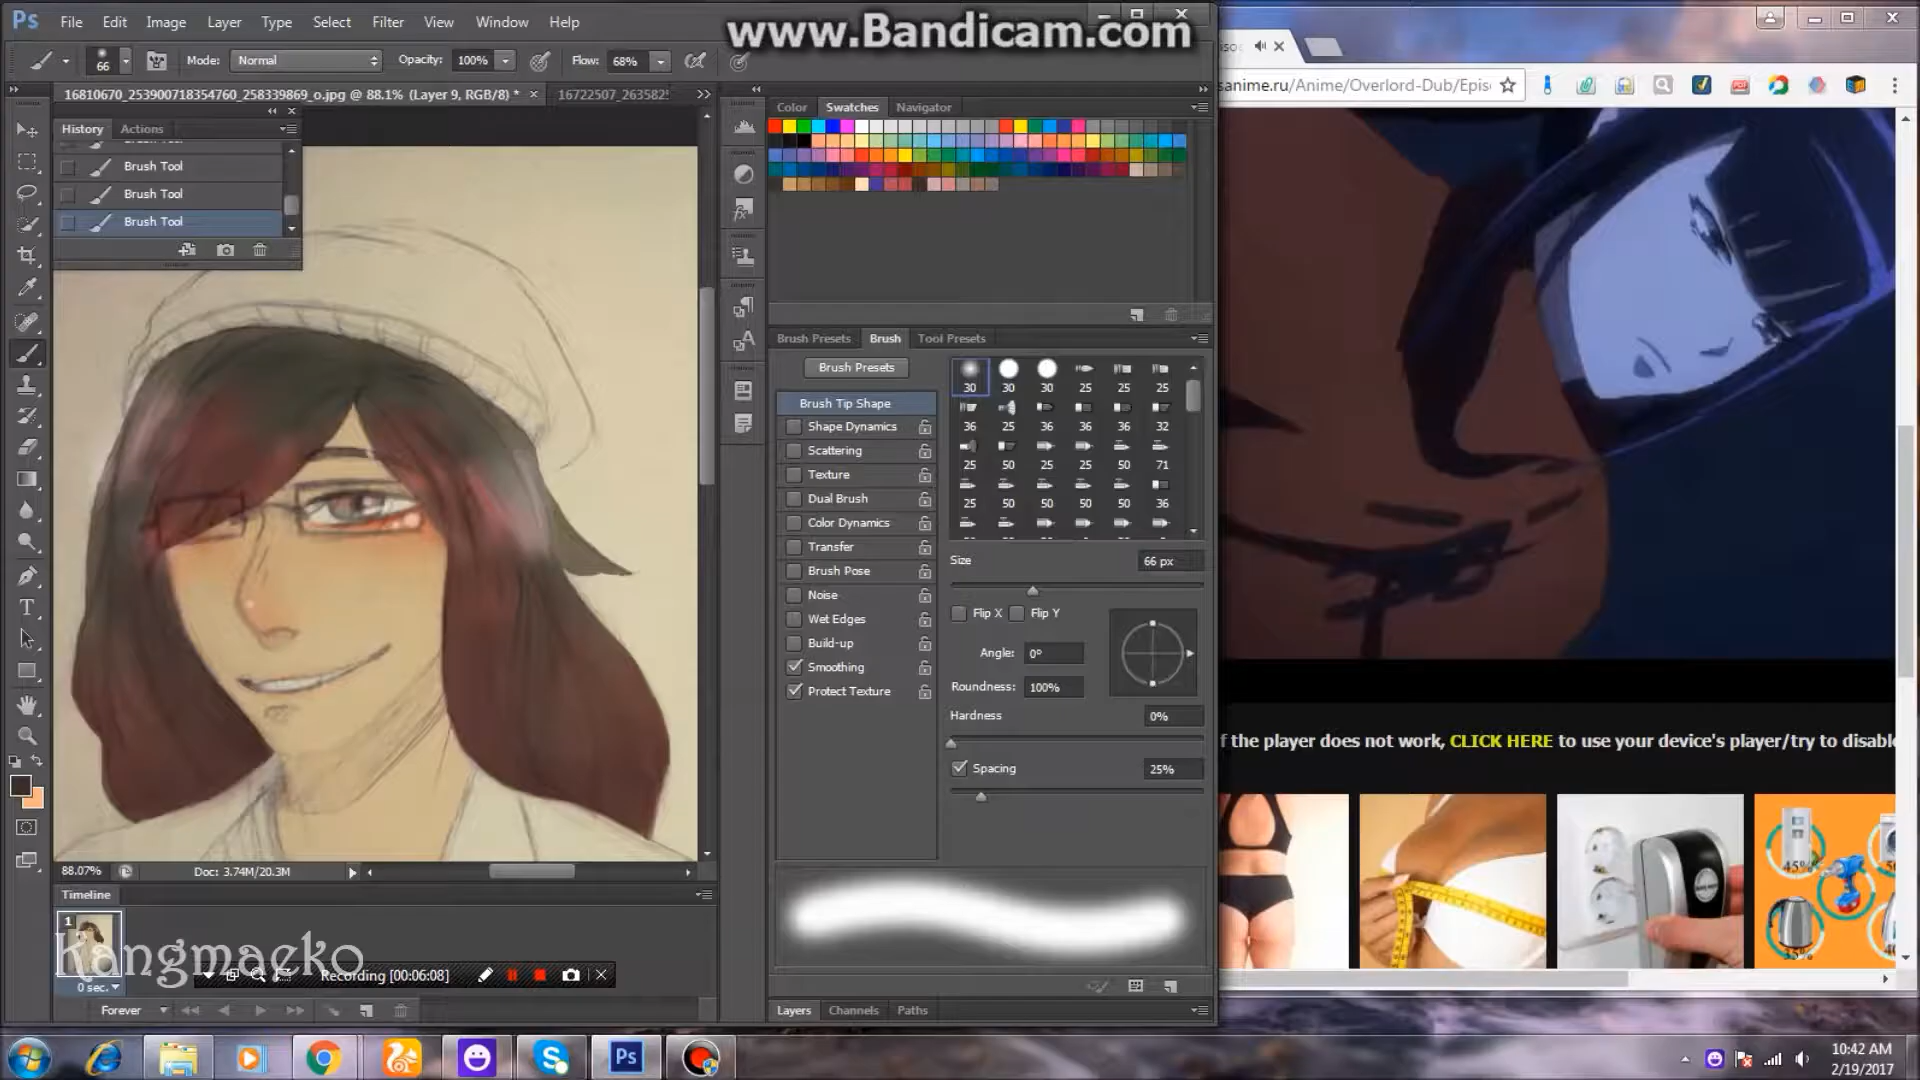 Ps File Edit Image Layer Type Select Filter View Window Help
www.Bandicam.com
66 Mode: Normal Opacity: 100% Flow: 68%
16810670_253900718354760_258339869_o.jpg @ 88.1% (Layer 9, RGB/8) * × 16722507_26358 >>
sanime.ru/Anime/Overlord-Dub/Epis
History Actions
Brush Tool
Brush Tool
Brush Tool
Color Swatches Navigator
Brush Presets Brush Tool Presets
Brush Presets
Brush Tip Shape
Shape Dynamics
Scattering
Texture
Dual Brush
Color Dynamics
Transfer
Brush Pose
Noise
Wet Edges
Build-up
Smoothing
Protect Texture
30 30 30 25 25 25
36 25 36 36 36 32
25 50 25 25 50 71
25 50 50 50 50 36
Size 66 px
Flip X Flip Y
Angle: 0°
Roundness: 100%
Hardness 0%
Spacing 25%
f the player does not work, CLICK HERE to use your device's player/try to disable
88.07% Doc: 3.74M/20.3M
Timeline
1
kangmaeko
0 sec.
Recording [00:06:08]
Forever
Layers Channels Paths
45%
35%
Ps
10:42 AM
2/19/2017